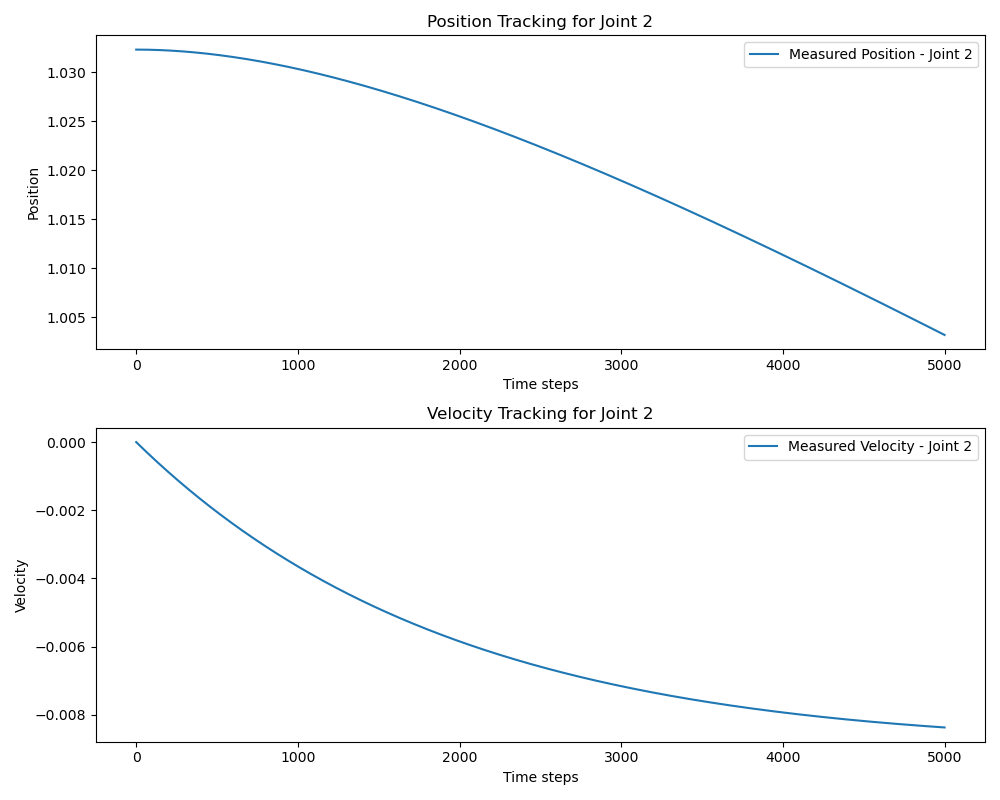 Position Tracking for Joint 2
Measured Position - Joint 2
Position
1.030
1.025
1.020
1.015
1.010
1.005
0 1000 2000 3000 4000 5000
Time steps
Velocity Tracking for Joint 2
Measured Velocity - Joint 2
Velocity
0.000
−0.002
−0.004
−0.006
−0.008
0 1000 2000 3000 4000 5000
Time steps